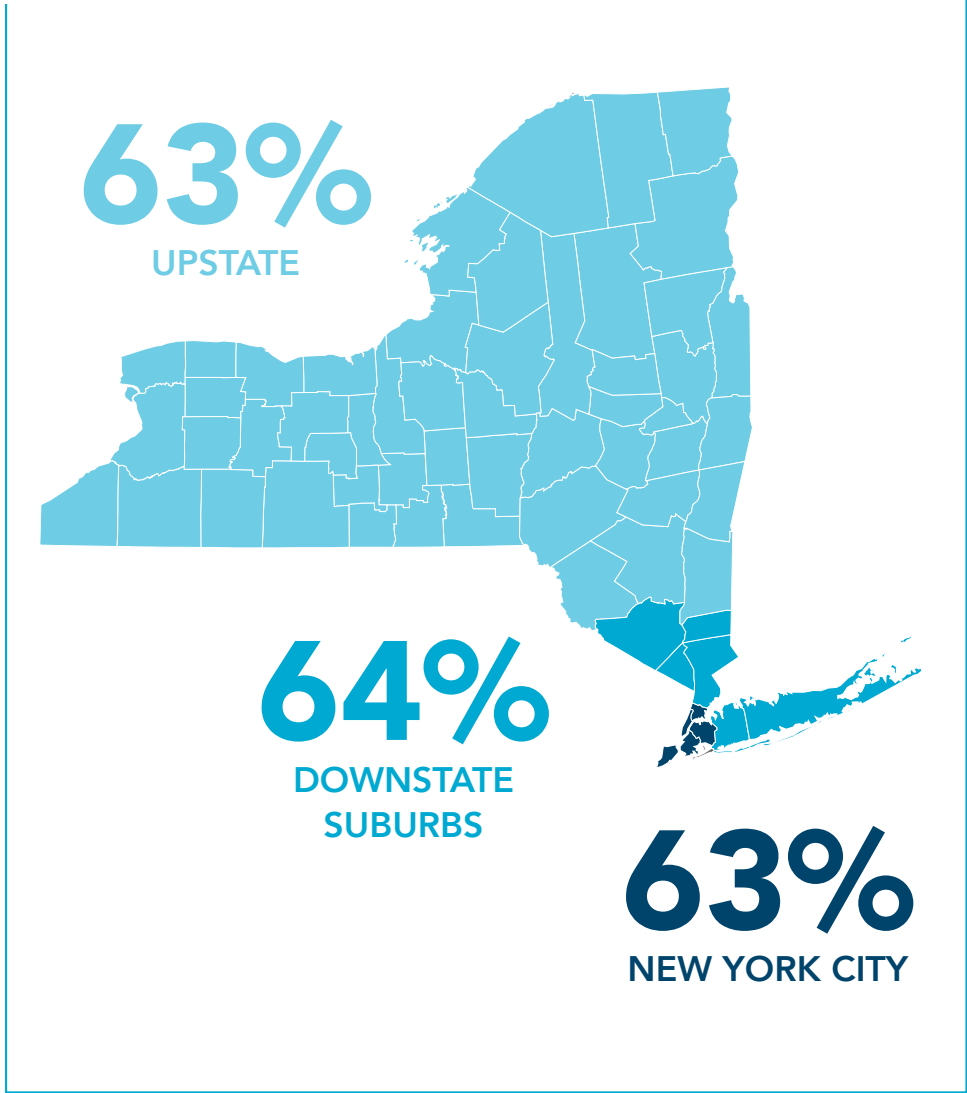 63%
UPSTATE
64%
DOWNSTATE
SUBURBS
63%
NEW YORK CITY